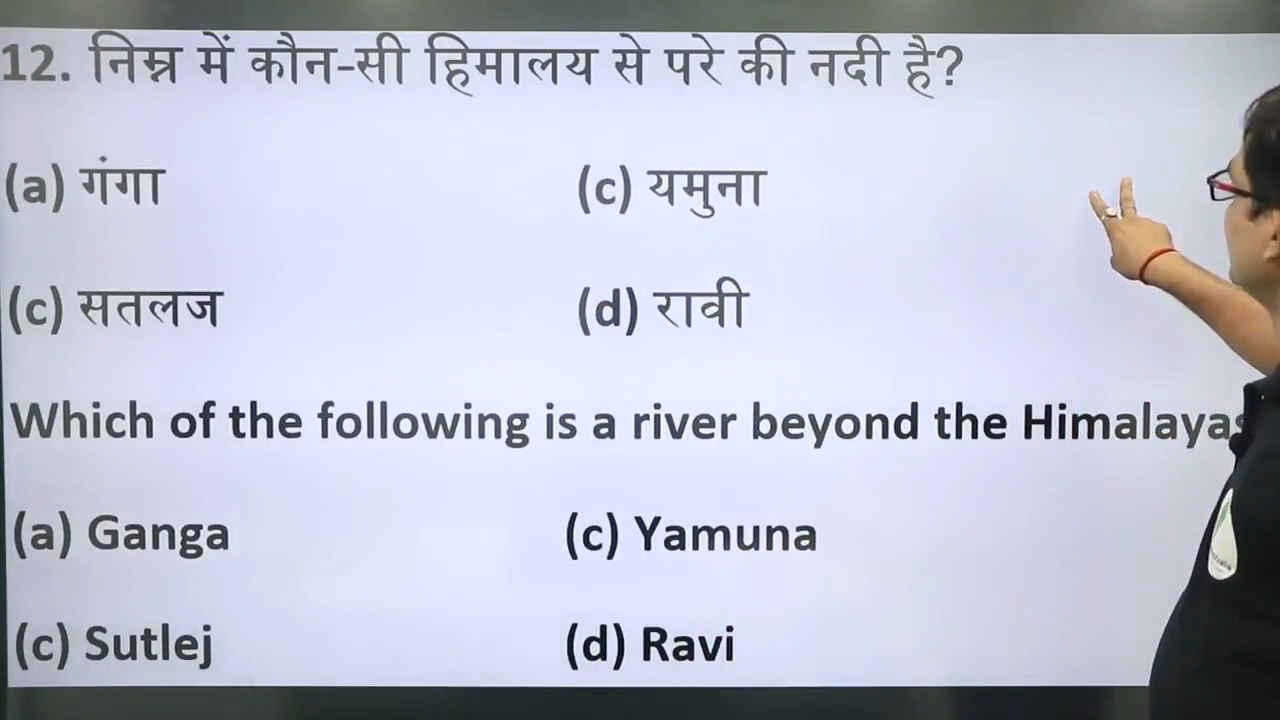 12. निम्न में कौन-सी हिमालय से परे की नदी है?
(a) गंगा (c) यमुना
(c) सतलज (d) रावी
Which of the following is a river beyond the Himalayas
(a) Ganga (c) Yamuna
(c) Sutlej (d) Ravi